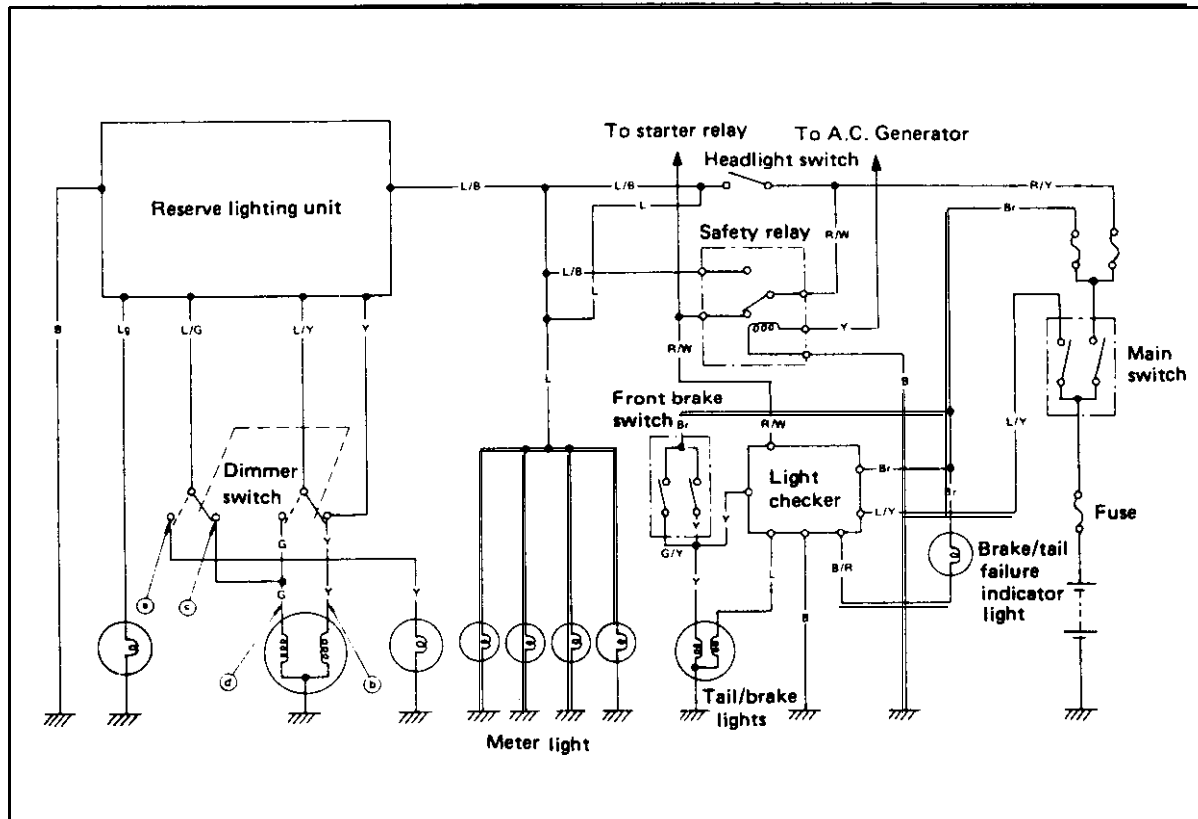 To starter relay
To A.C. Generator
Headlight switch
L/B
L/B
R/Y
Reserve lighting unit
L
Br
R/W
Safety relay
L/B
L
B
Lg
L/G
L/Y
Y
Y
R/W
Main
switch
L
B
Front brake
switch
Br
R/W
L/Y
Dimmer
switch
Light
checker
Br
Br
L/Y
Y
Fuse
G
Y
G/Y
Y
B/R
Brake/tail
failure
indicator
light
a
c
G
Y
Y
Y
L
B
d
b
Tail/brake
lights
Meter light